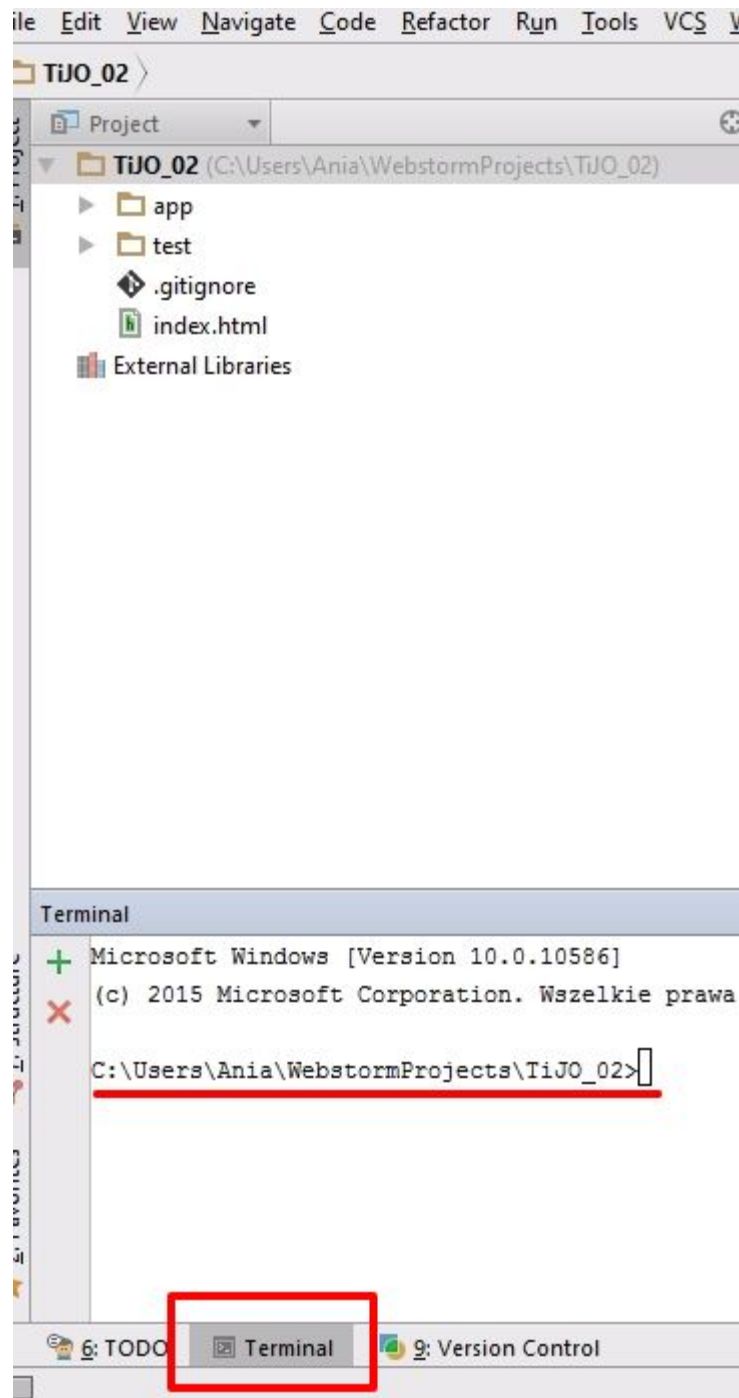 ile Edit View Navigate Code Refactor Run Tools VCS
TiJO_02
Project
TiJO_02 (C:\Users\Ania\WebstormProjects\TiJO_02)
app
test
.gitignore
index.html
External Libraries
Terminal
Microsoft Windows [Version 10.0.10586]
(c) 2015 Microsoft Corporation. Wszelkie prawa
C:\Users\Ania\WebstormProjects\TiJO_02>
6: TODO Terminal 9: Version Control